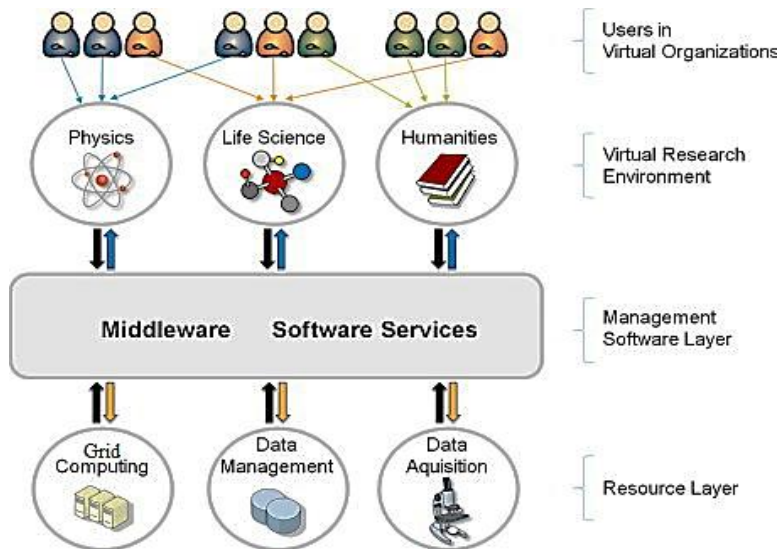 Users in
Virtual Organizations
Physics
Life Science
Humanities
Virtual Research
Environment
Middleware Software Services
Management
Software Layer
Grid
Computing
Data
Management
Data
Aquisition
Resource Layer